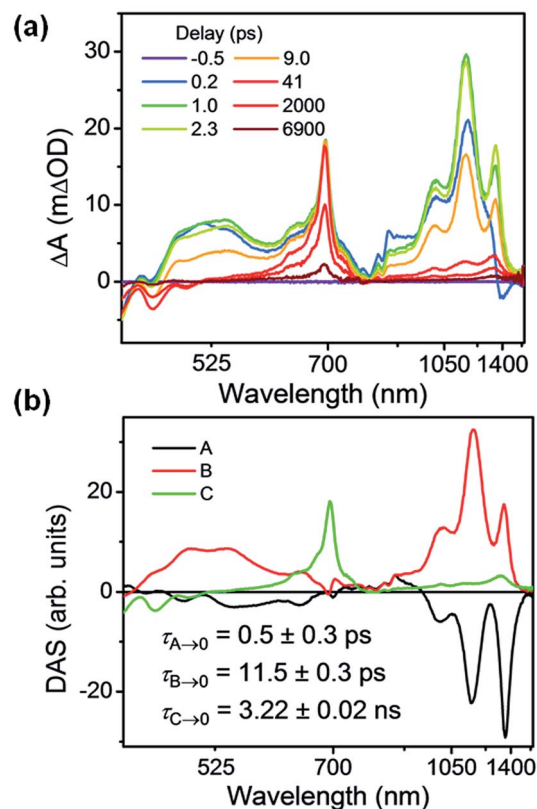 (a)
Delay (ps)
-0.5 9.0
0.2 41
1.0 2000
2.3 6900
30
20
10
0
ΔA (mΔOD)
525 700 1050 1400
Wavelength (nm)
(b)
A
B
C
20
0
-20
DAS (arb. units)
τA→0 = 0.5 ± 0.3 ps
τB→0 = 11.5 ± 0.3 ps
τC→0 = 3.22 ± 0.02 ns
525 700 1050 1400
Wavelength (nm)